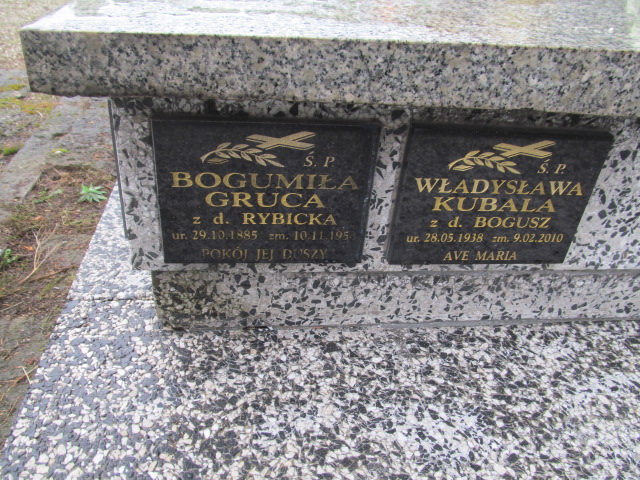 Ś. P
BOGUMIŁA
GRUCA
z d. RYBICKA
ur. 29.10.1885 zm. 10.11.195
POKÓJ JEJ DUSZY
Ś. P
WŁADYSŁAWA
KUBALA
z d. BOGUSZ
ur. 28.05.1938 zm. 9.02.2010
AVE MARIA